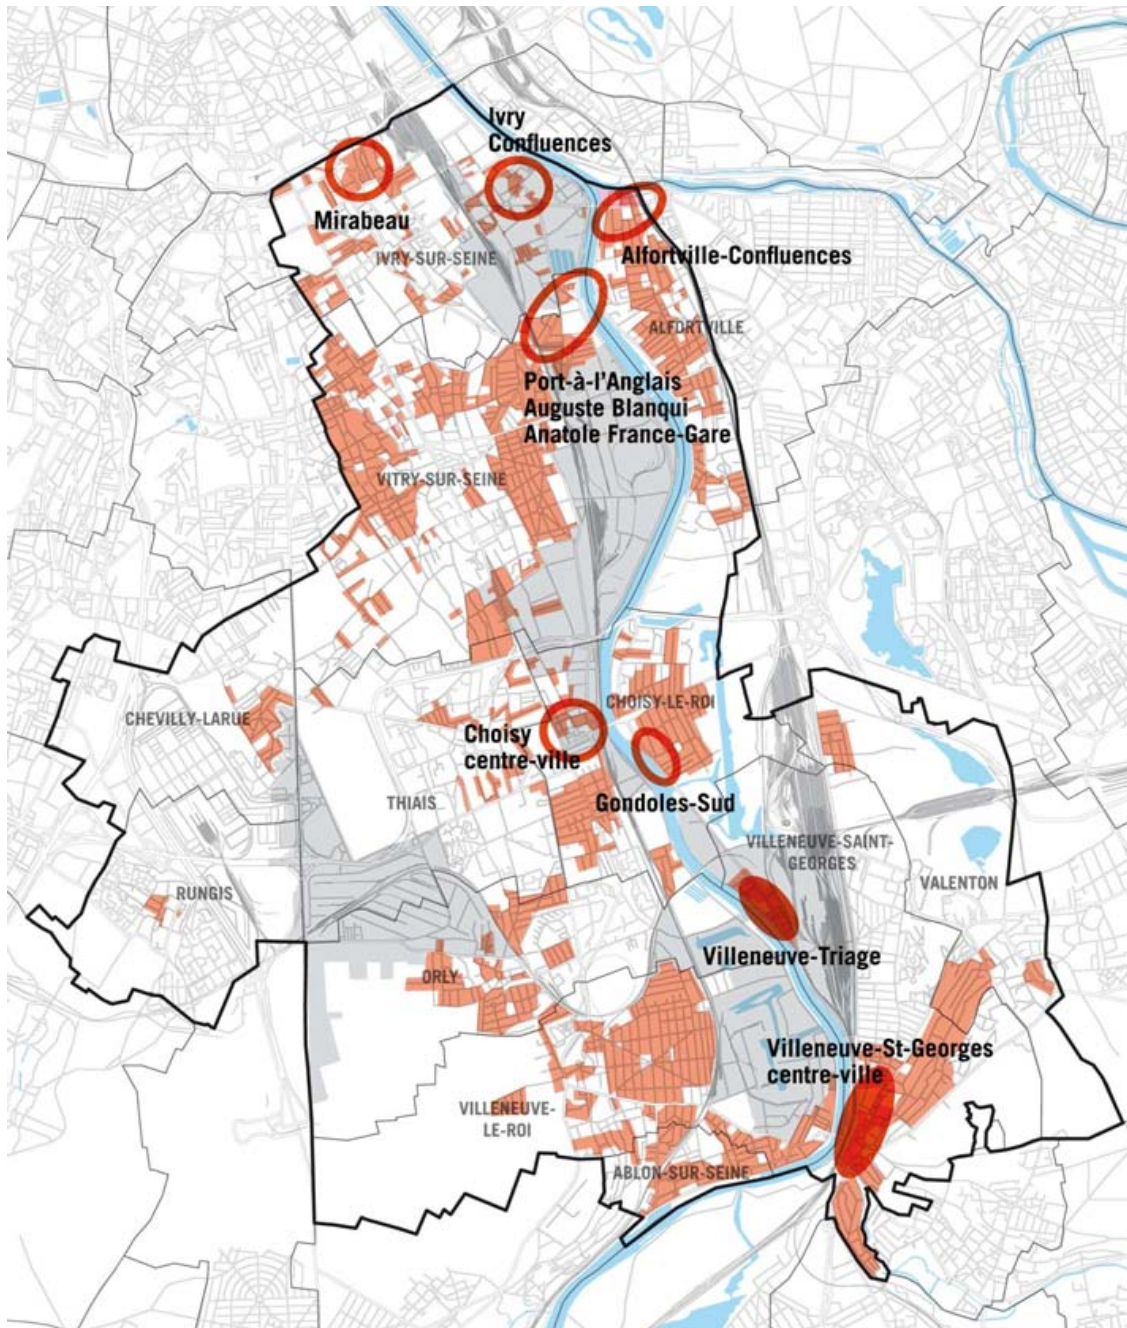 Ivry
Confluences
Mirabeau
IVRY-SUR-SEINE
Alfortville-Confluences
ALFORTVILLE
Port-à-l'Anglais
Auguste Blanqui
Anatole France-Gare
VITRY-SUR-SEINE
CHOISY-LE-ROI
CHEVILLY-LARUE
Choisy
centre-ville
THIAIS
Gondoles-Sud
VILLENEUVE-SAINT-
GEORGES
VALENTON
RUNGIS
Villeneuve-Triage
ORLY
Villeneuve-St-Georges
centre-ville
VILLENEUVE-
LE-ROI
ABLON-SUR-SEINE